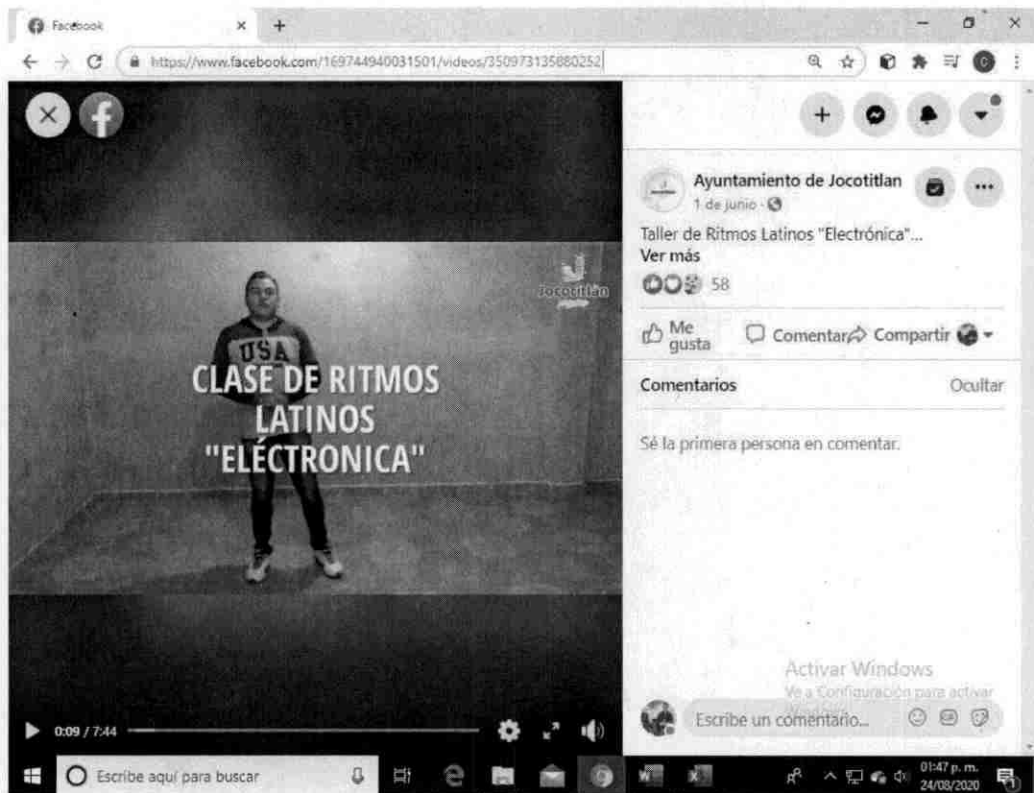 Facebook
https://www.facebook.com/169744940031501/videos/350973135880252
C
Jocotitlán
USA
CLASE DE RITMOS
LATINOS
"ELÉCTRONICA"
0:09 / 7:44
Ayuntamiento de Jocotitlan
1 de junio
Taller de Ritmos Latinos "Electrónica"...
Ver más
58
Me gusta
Comentar
Compartir
Comentarios
Ocultar
Sé la primera persona en comentar.
Activar Windows
Ve a Configuración para activar
Windows.
Escribe un comentario...
GIF
Escribe aquí para buscar
01:47 p. m.
24/08/2020
1